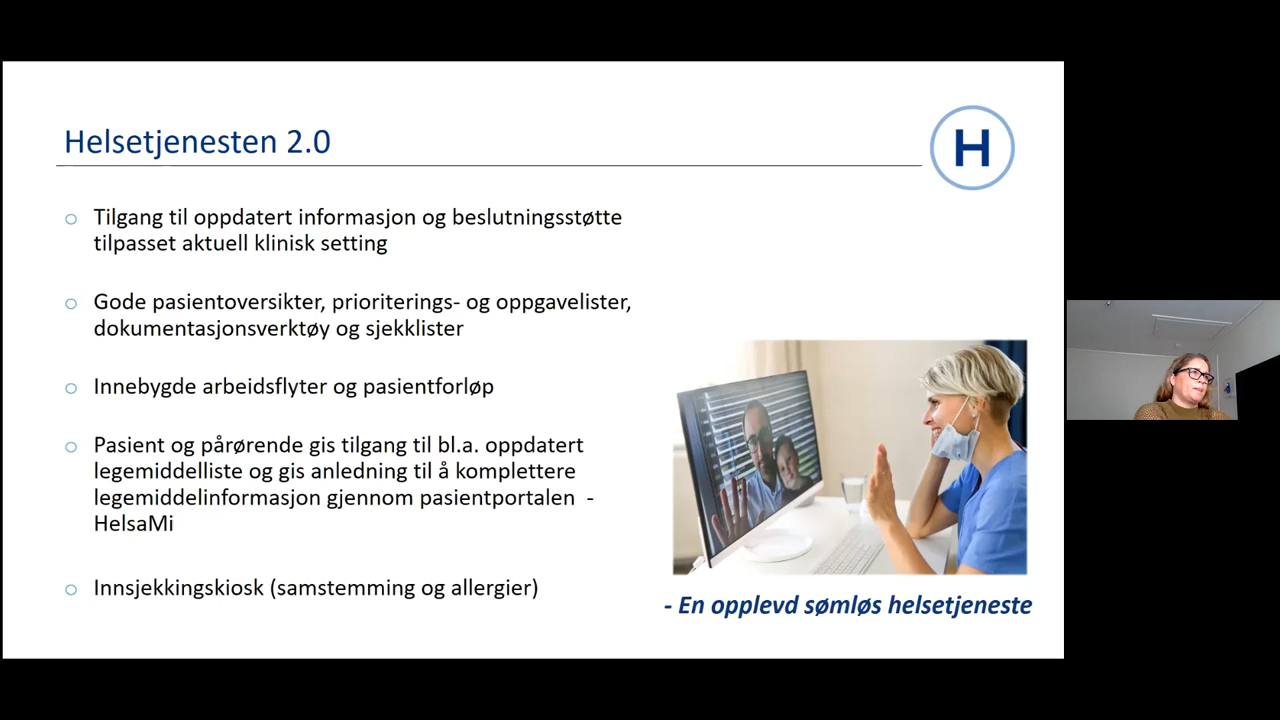 Helsetjenesten 2.0
H
Tilgang til oppdatert informasjon og beslutningsstøtte
tilpasset aktuell klinisk setting
Gode pasientoversikter, prioriterings- og oppgavelister,
dokumentasjonsverktøy og sjekklister
Innebygde arbeidsflyter og pasientforløp
Pasient og pårørende gis tilgang til bl.a. oppdatert
legemiddelliste og gis anledning til å komplettere
legemiddelinformasjon gjennom pasientportalen -
HelsaMi
Innsjekkingskiosk (samstemming og allergier)
- En opplevd sømløs helsetjeneste